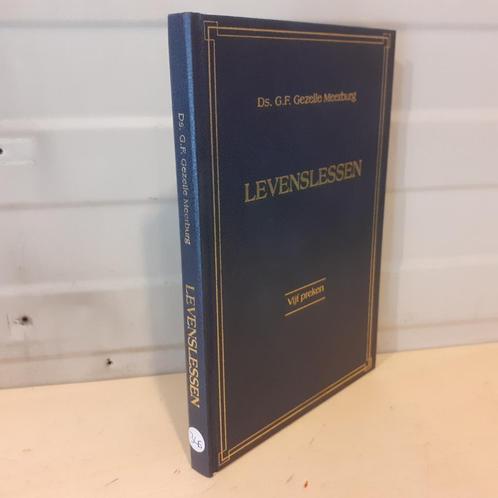 Ds. G.F. Gezelle Meerburg
LEVENSLESSEN
Vijf preken
Ds. G.F. Gezelle Meerburg
LEVENSLESSEN